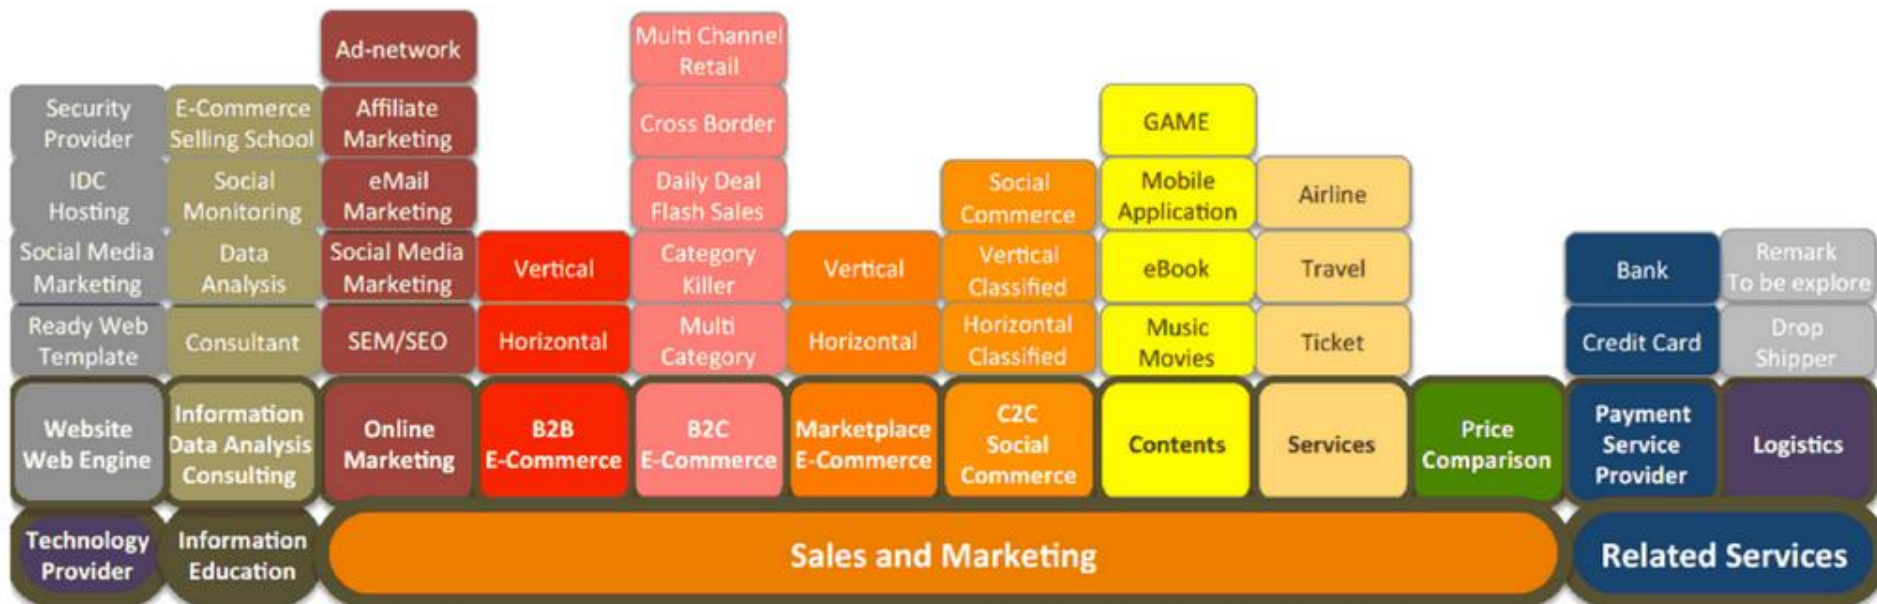 Ad-network
Multi Channel
Retail
Security
Provider
E-Commerce
Selling School
Affiliate
Marketing
Cross Border
GAME
IDC
Hosting
Social
Monitoring
eMail
Marketing
Daily Deal
Flash Sales
Social
Commerce
Mobile
Application
Airline
Social Media
Marketing
Data
Analysis
Social Media
Marketing
Vertical
Category
Killer
Vertical
Vertical
Classified
eBook
Travel
Bank
Remark
To be explore
Ready Web
Template
Consultant
SEM/SEO
Horizontal
Multi
Category
Horizontal
Horizontal
Classified
Music
Movies
Ticket
Credit Card
Drop
Shipper
Website
Web Engine
Information
Data Analysis
Consulting
Online
Marketing
B2B
E-Commerce
B2C
E-Commerce
Marketplace
E-Commerce
C2C
Social
Commerce
Contents
Services
Price
Comparison
Payment
Service
Provider
Logistics
Technology
Provider
Information
Education
Sales and Marketing
Related Services